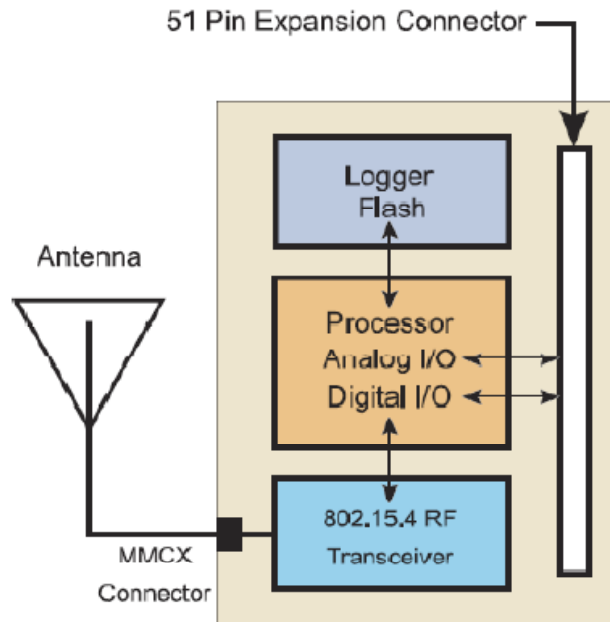 51 Pin Expansion Connector
Logger
Flash
Antenna
Processor
Analog I/O
Digital I/O
802.15.4 RF
Transceiver
MMCX
Connector